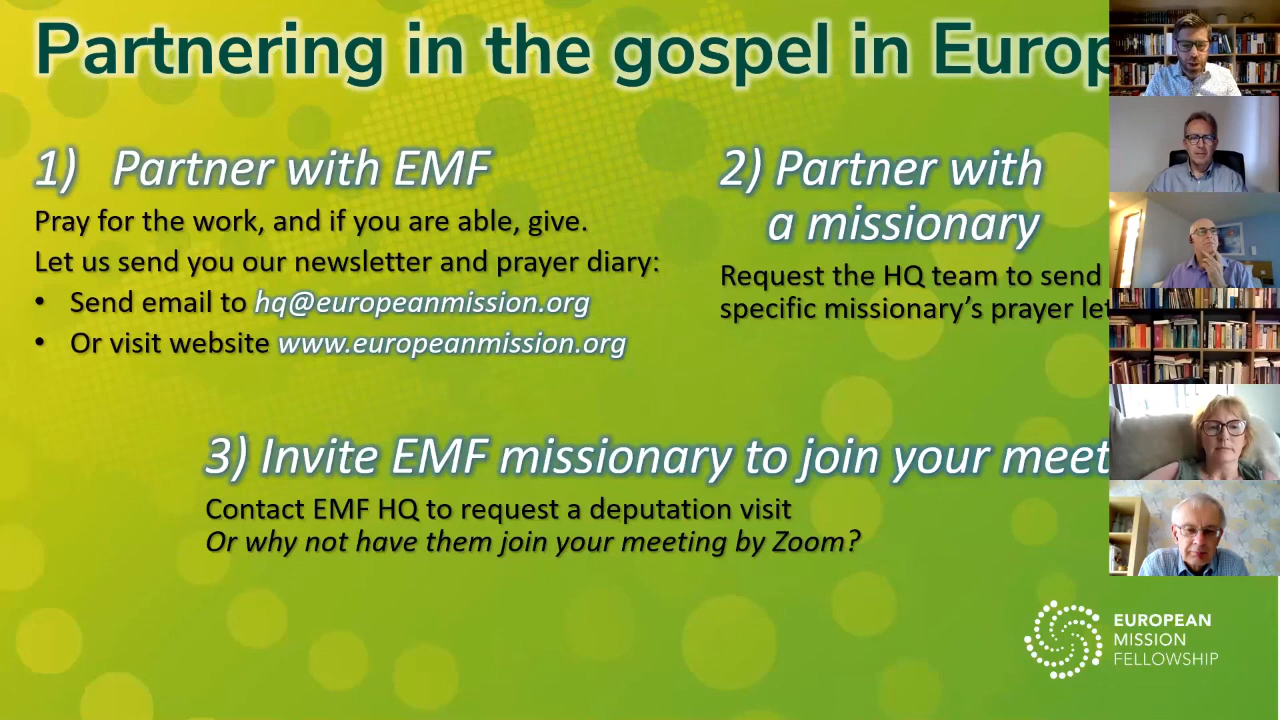 Partnering in the gospel in Europ
1) Partner with EMF
Pray for the work, and if you are able, give.
Let us send you our newsletter and prayer diary:
• Send email to hq@europeanmission.org
• Or visit website www.europeanmission.org
2) Partner with
a missionary
Request the HQ team to send
specific missionary's prayer let
3) Invite EMF missionary to join your meet
Contact EMF HQ to request a deputation visit
Or why not have them join your meeting by Zoom?
EUROPEAN
MISSION
FELLOWSHIP